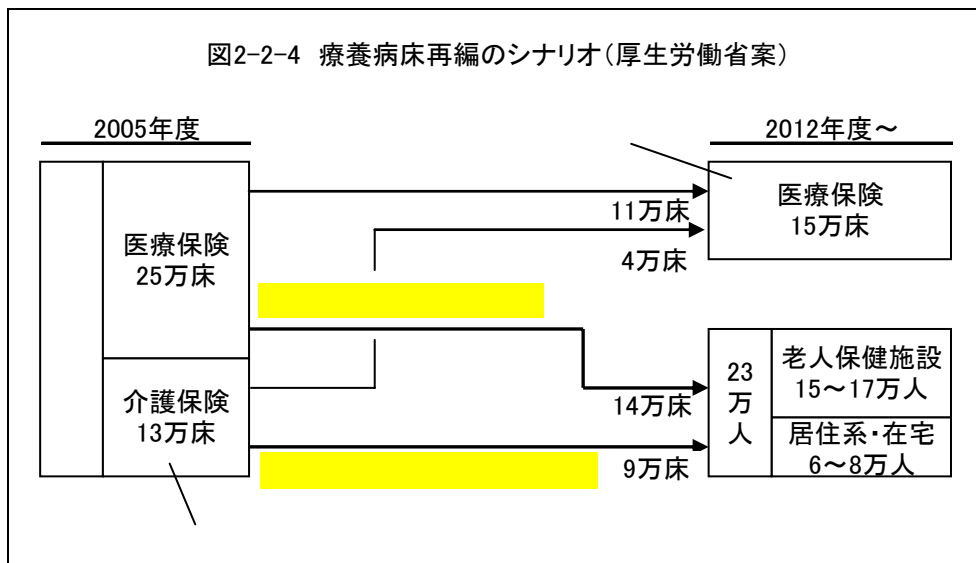 図2-2-4 療養病床再編のシナリオ(厚生労働省案)
2005年度
2012年度～
医療保険
25万床
介護保険
13万床
11万床
4万床
14万床
9万床
医療保険
15万床
23
万
人
老人保健施設
15～17万人
居住系・在宅
6～8万人